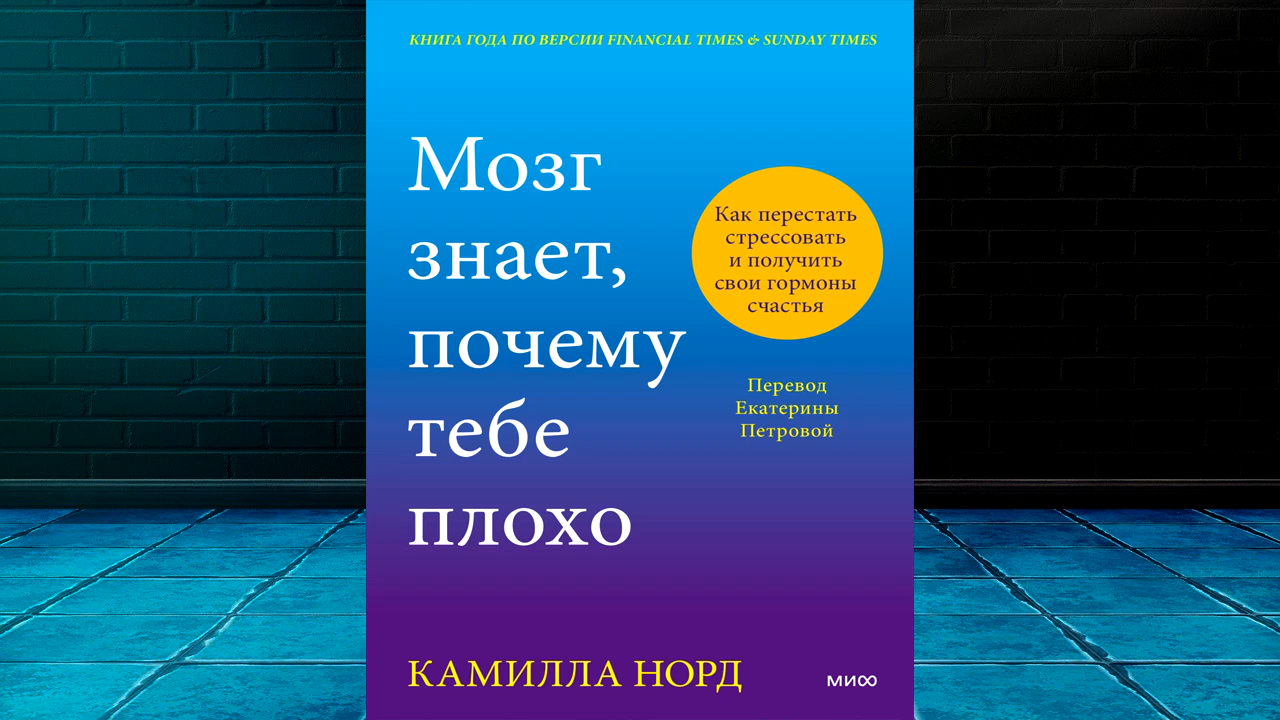 КНИГА ГОДА ПО ВЕРСИИ FINANCIAL TIMES & SUNDAY TIMES
Мозг
знает,
почему
тебе
плохо
Как перестать
стрессовать
и получить
свои гормоны
счастья
Перевод
Екатерины
Петровой
КАМИЛЛА НОРД
миф